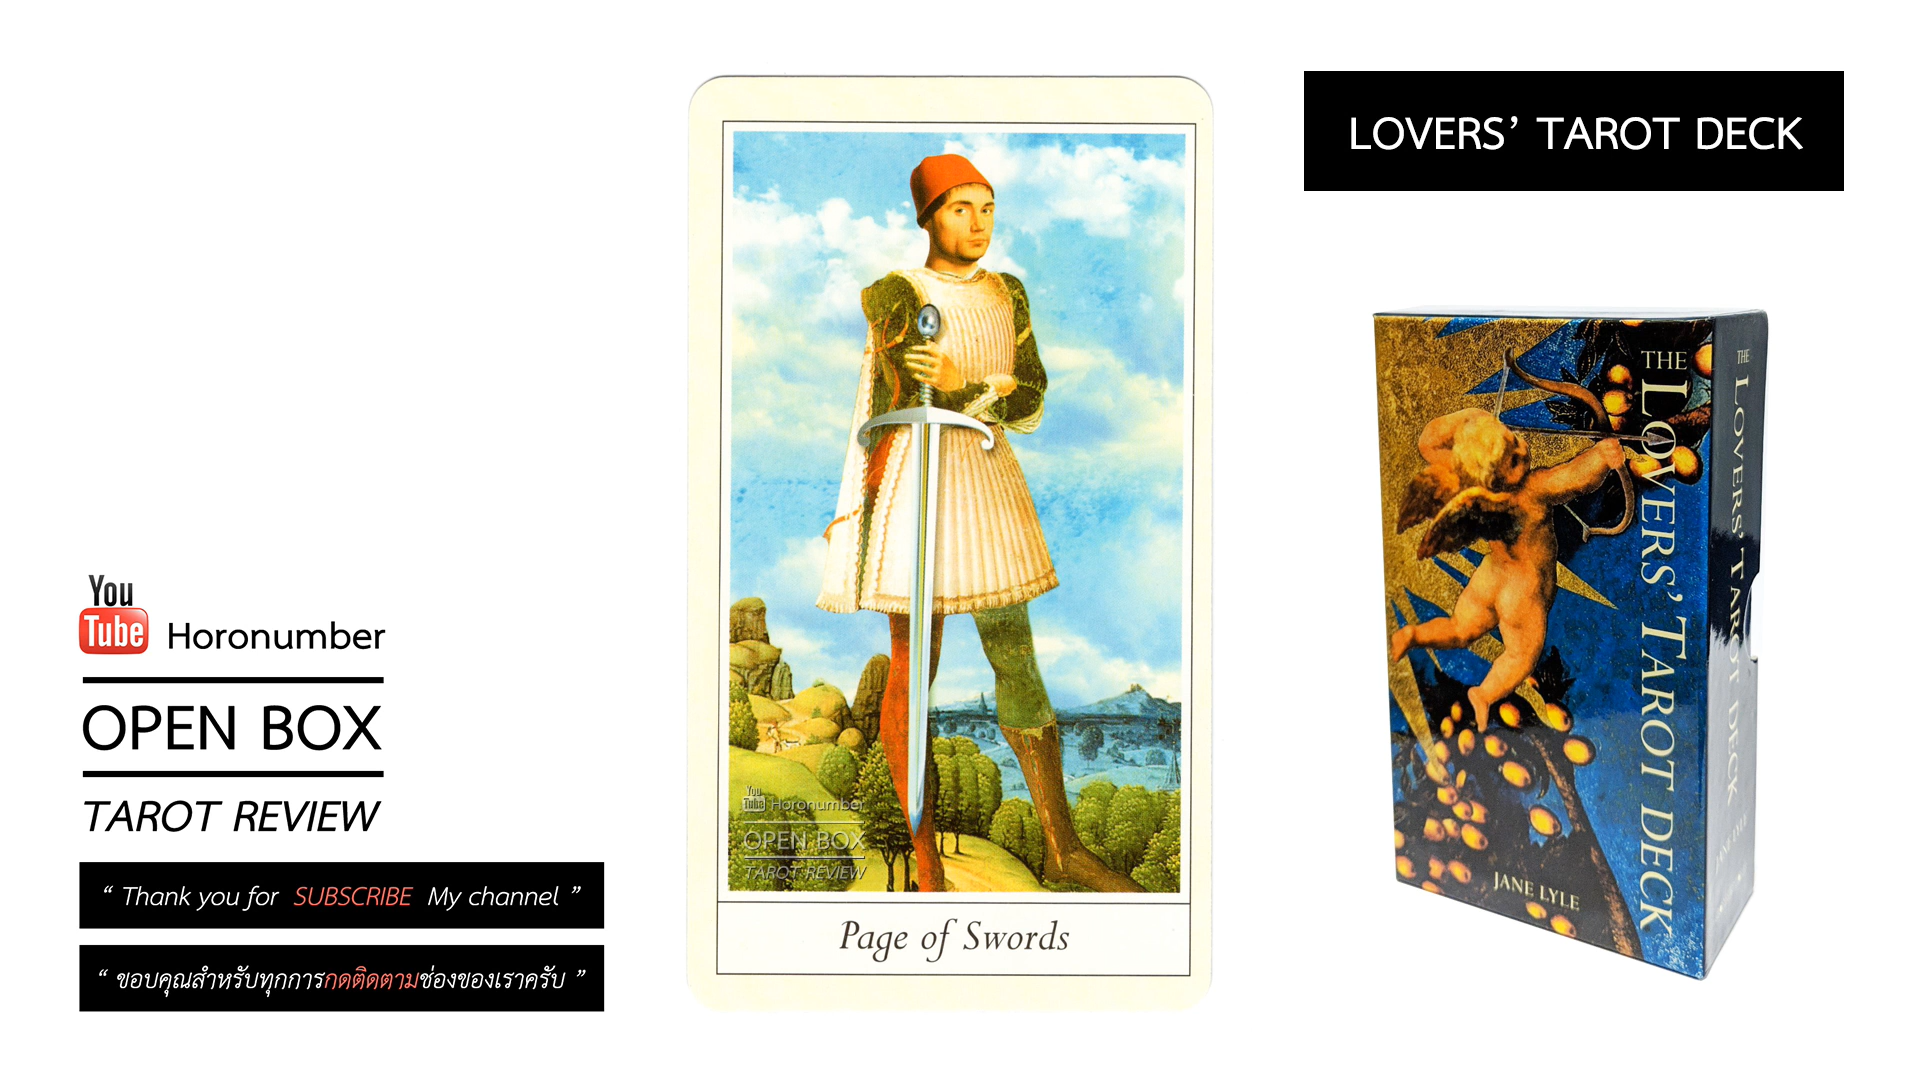 You
Tube Horonumber
OPEN BOX
TAROT REVIEW
“ Thank you for SUBSCRIBE My channel ”
“ ขอบคุณสำหรับทุกการกดติดตามช่องของเราครับ ”
You
Tube Horonumber
OPEN BOX
TAROT REVIEW
Page of Swords
LOVERS’ TAROT DECK
THE LOVERS’ TAROT DECK
JANE LYLE
THE LOVERS’ TAROT DECK